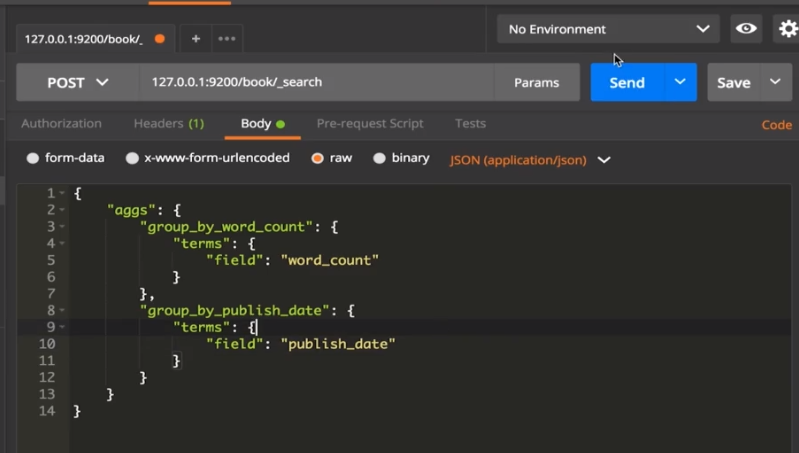 127.0.0.1:9200/book/_
+
•••
No Environment
POST
127.0.0.1:9200/book/_search
Params
Send
Save
Authorization
Headers (1)
Body
Pre-request Script
Tests
Code
form-data
x-www-form-urlencoded
raw
binary
JSON (application/json)
1 {
2 "aggs": {
3 "group_by_word_count": {
4 "terms": {
5 "field": "word_count"
6 }
7 },
8 "group_by_publish_date": {
9 "terms": {
10 "field": "publish_date"
11 }
12 }
13 }
14 }